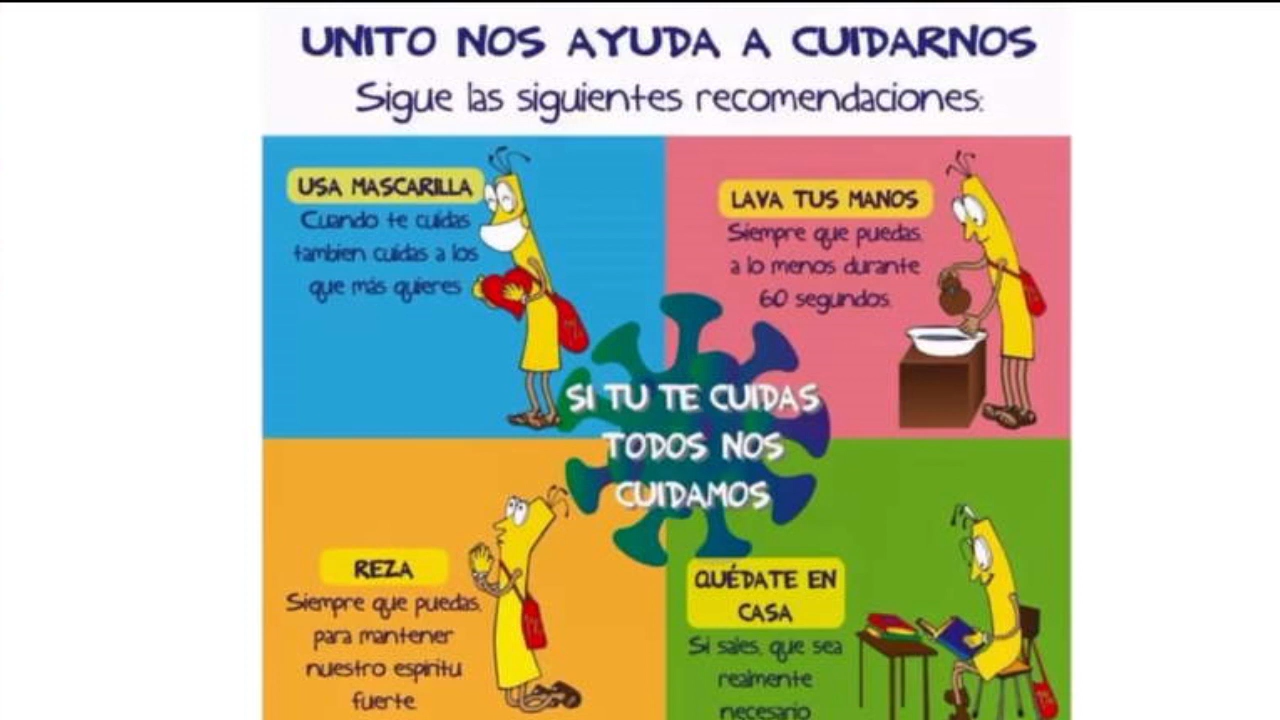 UNITO NOS AYUDA A CUIDARNOS
Sigue las siguientes recomendaciones:
USA MASCARILLA
Cuando te cuidas
tambien cuidas a los
que más quieres
LAVA TUS MANOS
Siempre que puedas,
a lo menos durante
60 segundos.
SI TU TE CUIDAS
TODOS NOS
CUIDAMOS
REZA
Siempre que puedas,
para mantener
nuestro espiritu
fuerte
QUÉDATE EN
CASA
Si sales, que sea
realmente
necesario